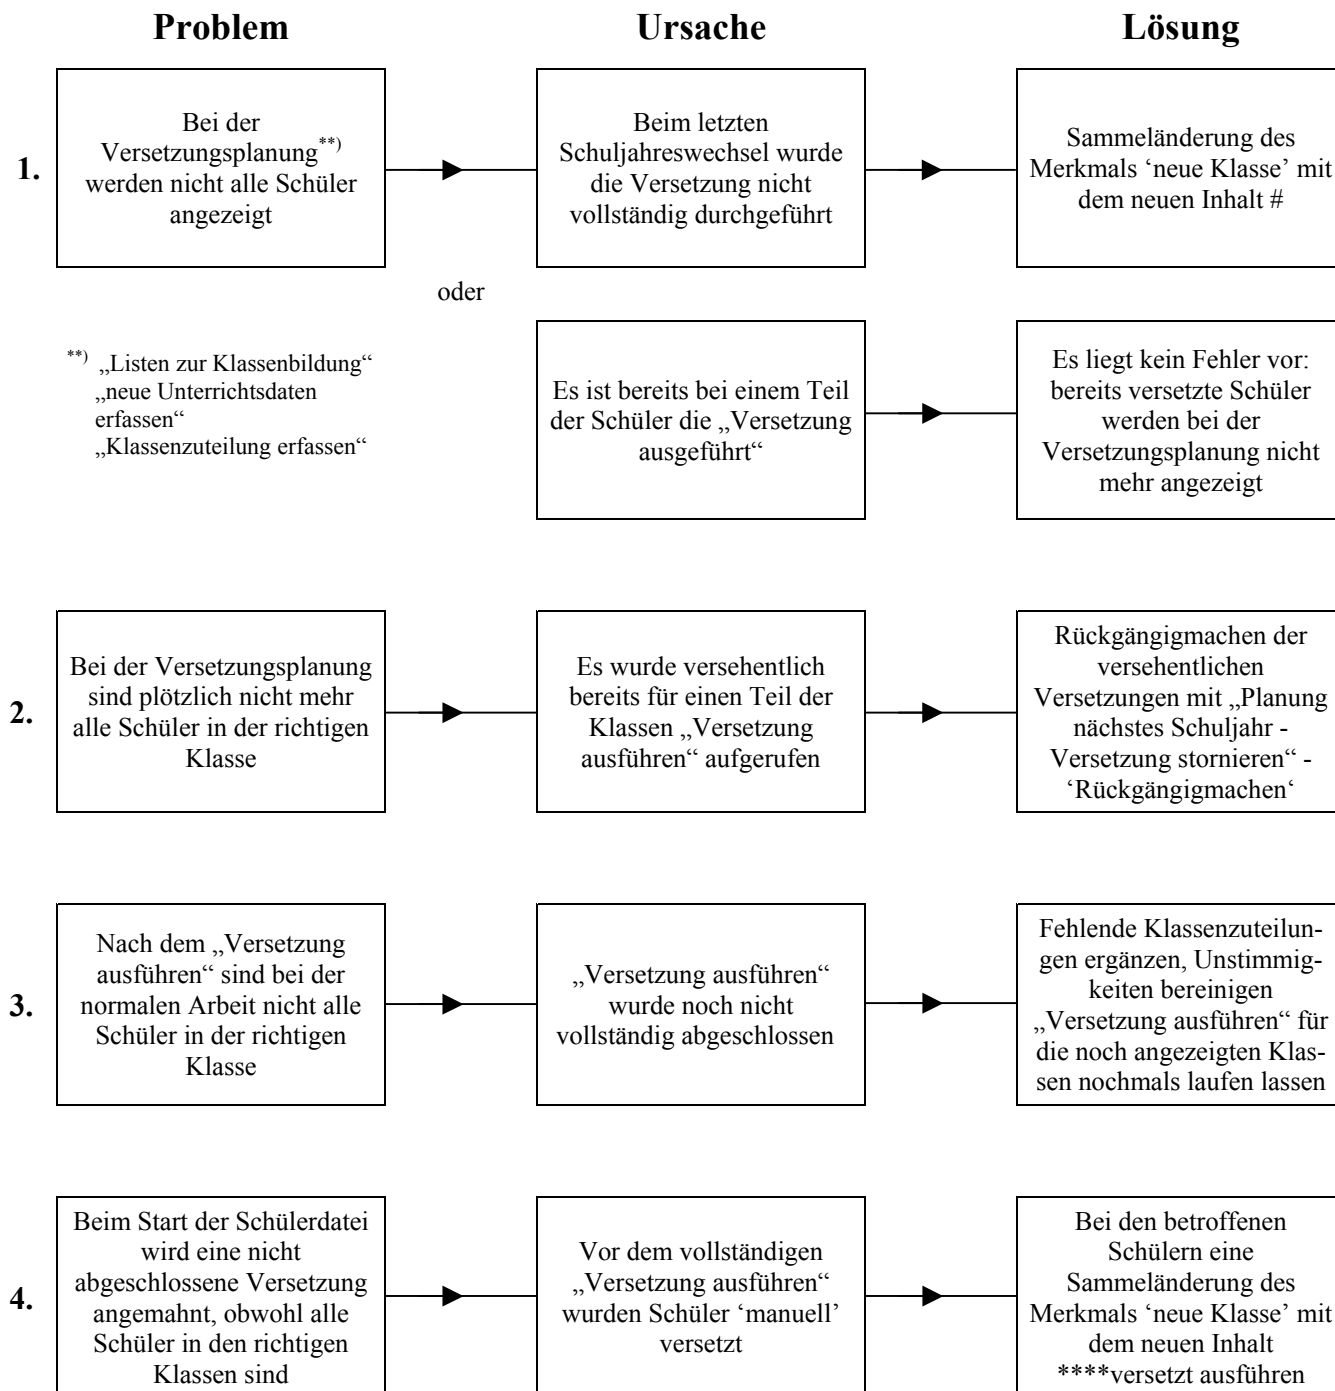 Problem
Ursache
Lösung
1.
Bei der
Versetzungsplanung**)
werden nicht alle Schüler
angezeigt
Beim letzten
Schuljahreswechsel wurde
die Versetzung nicht
vollständig durchgeführt
Sammeländerung des
Merkmals ‘neue Klasse’ mit
dem neuen Inhalt #
oder
**) „Listen zur Klassenbildung“
„neue Unterrichtsdaten
erfassen“
„Klassenzuteilung erfassen“
Es ist bereits bei einem Teil
der Schüler die „Versetzung
ausgeführt“
Es liegt kein Fehler vor:
bereits versetzte Schüler
werden bei der
Versetzungsplanung nicht
mehr angezeigt
2.
Bei der Versetzungsplanung
sind plötzlich nicht mehr
alle Schüler in der richtigen
Klasse
Es wurde versehentlich
bereits für einen Teil der
Klassen „Versetzung
ausführen“ aufgerufen
Rückgängigmachen der
versehentlichen
Versetzungen mit „Planung
nächstes Schuljahr -
Versetzung stornieren“ -
‘Rückgängigmachen‘
3.
Nach dem „Versetzung
ausführen“ sind bei der
normalen Arbeit nicht alle
Schüler in der richtigen
Klasse
„Versetzung ausführen“
wurde noch nicht
vollständig abgeschlossen
Fehlende Klassenzuteilun-
gen ergänzen, Unstimmig-
keiten bereinigen
„Versetzung ausführen“ für
die noch angezeigten Klas-
sen nochmals laufen lassen
4.
Beim Start der Schülerdatei
wird eine nicht
abgeschlossene Versetzung
angemahnt, obwohl alle
Schüler in den richtigen
Klassen sind
Vor dem vollständigen
„Versetzung ausführen“
wurden Schüler ‘manuell’
versetzt
Bei den betroffenen
Schülern eine
Sammeländerung des
Merkmals ‘neue Klasse’ mit
dem neuen Inhalt
****versetzt ausführen